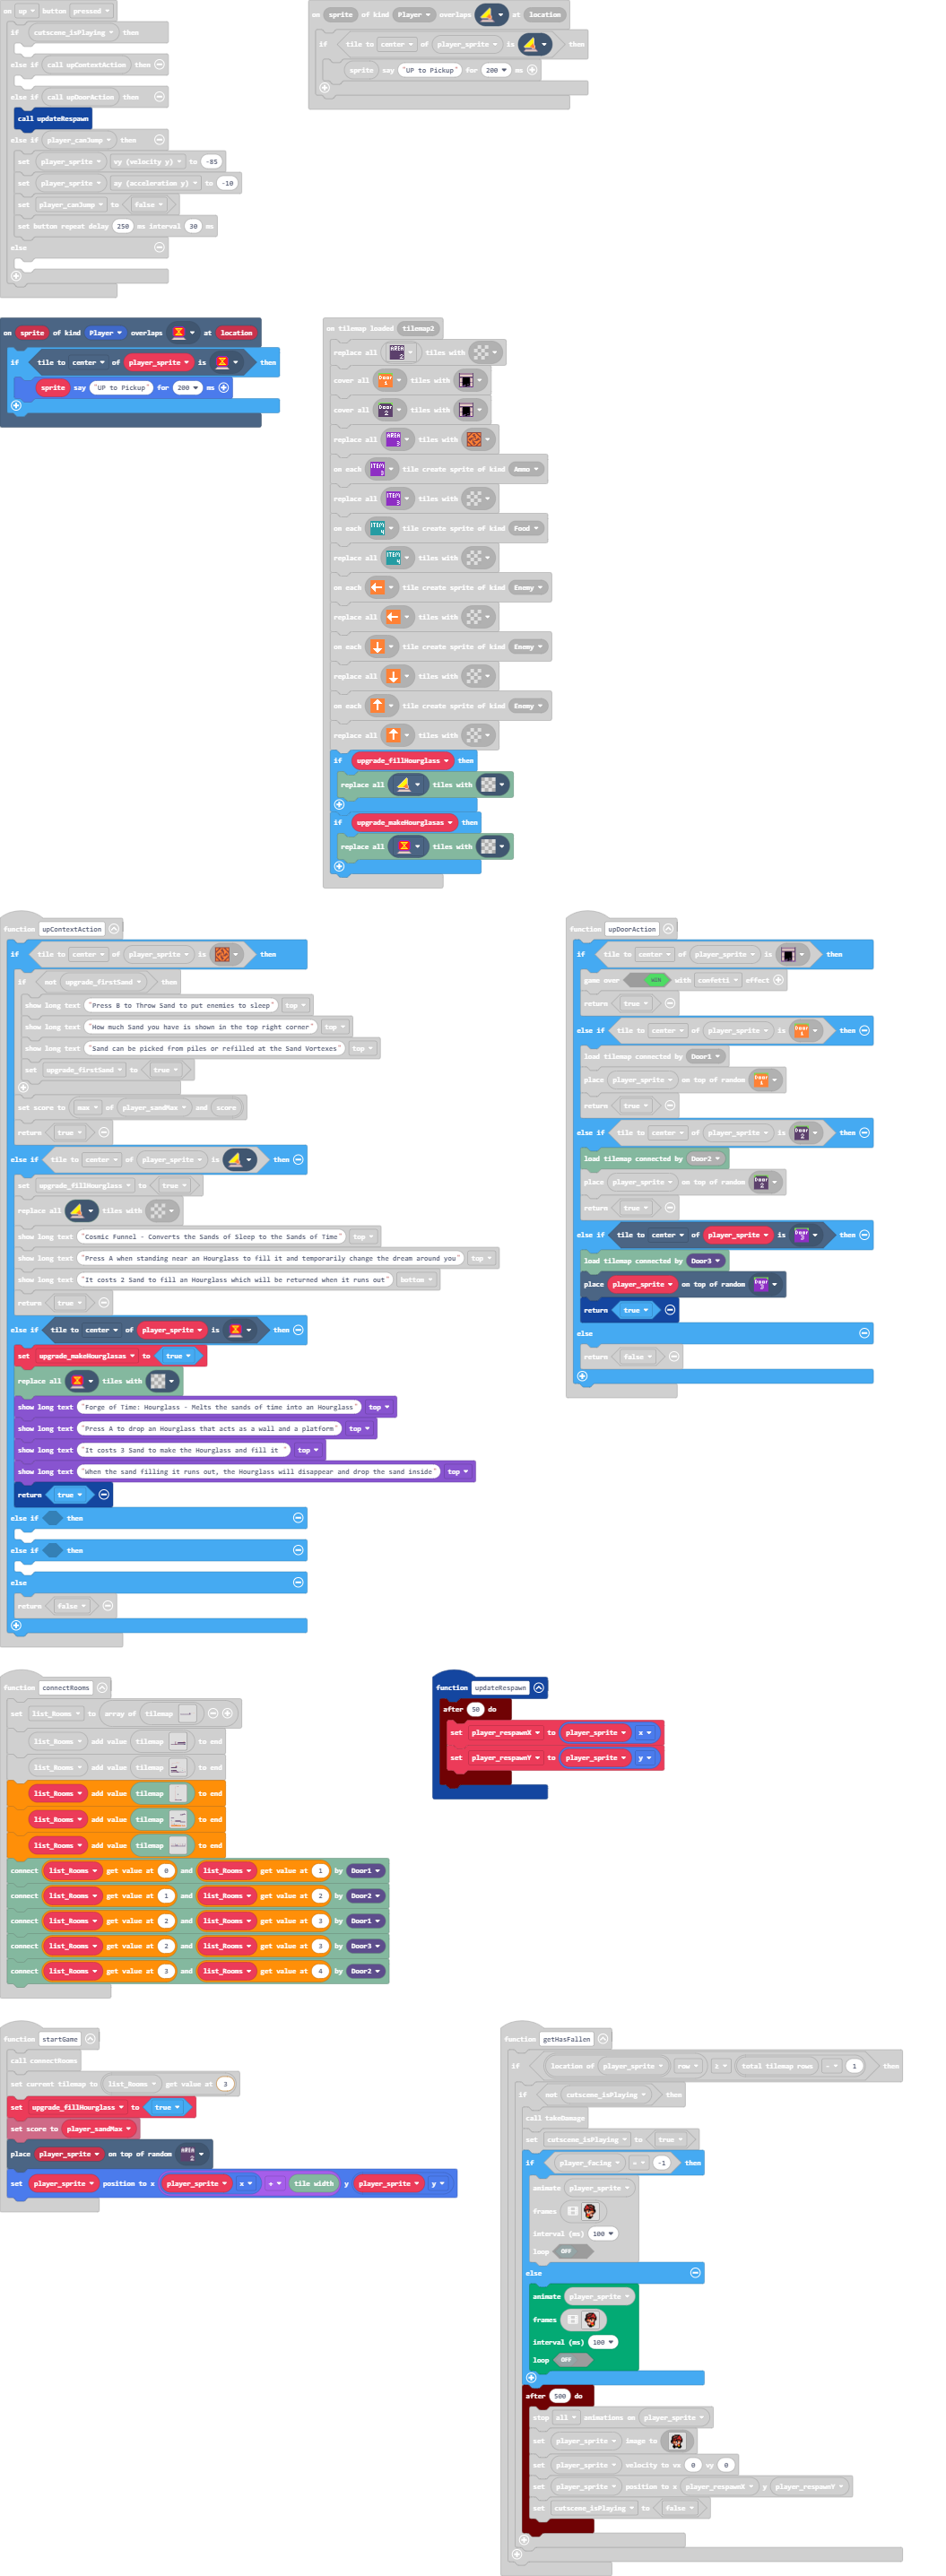 on up button pressed
if cutscene_isPlaying then
else if call upContextAction then
else if call upDoorAction then
call updateRespawn
else if player_canJump then
set player_sprite vy (velocity y) to -85
set player_sprite ay (acceleration y) to -10
set player_canJump to false
set button repeat delay 250 ms interval 30 ms
else
on sprite of kind Player overlaps at location
if tile to center of player_sprite is then
sprite say "UP to Pickup" for 200 ms
on sprite of kind Player overlaps at location
if tile to center of player_sprite is then
sprite say "UP to Pickup" for 200 ms
on tilemap loaded tilemap2
replace all AREA 2 tiles with
cover all Door 1 tiles with
cover all Door 2 tiles with
replace all AREA 3 tiles with
on each ITEM 3 tile create sprite of kind Ammo
replace all ITEM 3 tiles with
on each ITEM 4 tile create sprite of kind Food
replace all ITEM 4 tiles with
on each tile create sprite of kind Enemy
replace all tiles with
on each tile create sprite of kind Enemy
replace all tiles with
on each tile create sprite of kind Enemy
replace all tiles with
if upgrade_fillHourglass then
replace all tiles with
if upgrade_makeHourglasas then
replace all tiles with
function upContextAction
if tile to center of player_sprite is then
if not upgrade_firstSand then
show long text "Press B to Throw Sand to put enemies to sleep" top
show long text "How much Sand you have is shown in the top right corner" top
show long text "Sand can be picked from piles or refilled at the Sand Vortexes" top
set upgrade_firstSand to true
set score to max of player_sandMax and score
return true
else if tile to center of player_sprite is then
set upgrade_fillHourglass to true
replace all tiles with
show long text "Cosmic Funnel - Converts the Sands of Sleep to the Sands of Time" top
show long text "Press A when standing near an Hourglass to fill it and temporarily change the dream around you" top
show long text "It costs 2 Sand to fill an Hourglass which will be returned when it runs out" bottom
return true
else if tile to center of player_sprite is then
set upgrade_makeHourglasas to true
replace all tiles with
show long text "Forge of Time: Hourglass - Melts the sands of time into an Hourglass" top
show long text "Press A to drop an Hourglass that acts as a wall and a platform" top
show long text "It costs 3 Sand to make the Hourglass and fill it " top
show long text "When the sand filling it runs out, the Hourglass will disappear and drop the sand inside" top
return true
else if then
else if then
else
return false
function upDoorAction
if tile to center of player_sprite is then
game over WIN with confetti effect
return true
else if tile to center of player_sprite is Door 1 then
load tilemap connected by Door1
place player_sprite on top of random Door 1
return true
else if tile to center of player_sprite is Door 2 then
load tilemap connected by Door2
place player_sprite on top of random Door 2
return true
else if tile to center of player_sprite is Door 3 then
load tilemap connected by Door3
place player_sprite on top of random Door 3
return true
else
return false
function connectRooms
set list_Rooms to array of tilemap
list_Rooms add value tilemap to end
list_Rooms add value tilemap to end
list_Rooms add value tilemap to end
list_Rooms add value tilemap to end
list_Rooms add value tilemap to end
connect list_Rooms get value at 0 and list_Rooms get value at 1 by Door1
connect list_Rooms get value at 1 and list_Rooms get value at 2 by Door2
connect list_Rooms get value at 2 and list_Rooms get value at 3 by Door1
connect list_Rooms get value at 2 and list_Rooms get value at 3 by Door3
connect list_Rooms get value at 3 and list_Rooms get value at 4 by Door2
function updateRespawn
after 50 do
set player_respawnX to player_sprite x
set player_respawnY to player_sprite y
function startGame
call connectRooms
set current tilemap to list_Rooms get value at 3
set upgrade_fillHourglass to true
set score to player_sandMax
place player_sprite on top of random AREA 2
set player_sprite position to x player_sprite x + tile width y player_sprite y
function getHasFallen
if location of player_sprite row ≥ total tilemap rows - 1 then
if not cutscene_isPlaying then
call takeDamage
set cutscene_isPlaying to true
if player_facing = -1 then
animate player_sprite
frames
interval (ms) 100
loop OFF
else
animate player_sprite
frames
interval (ms) 100
loop OFF
after 500 do
stop all animations on player_sprite
set player_sprite image to
set player_sprite velocity to vx 0 vy 0
set player_sprite position to x player_respawnX y player_respawnY
set cutscene_isPlaying to false